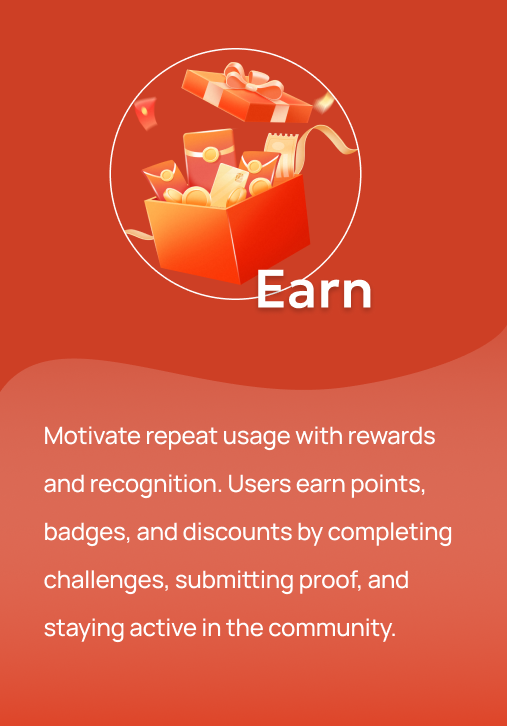 Earn
Motivate repeat usage with rewards
and recognition. Users earn points,
badges, and discounts by completing
challenges, submitting proof, and
staying active in the community.